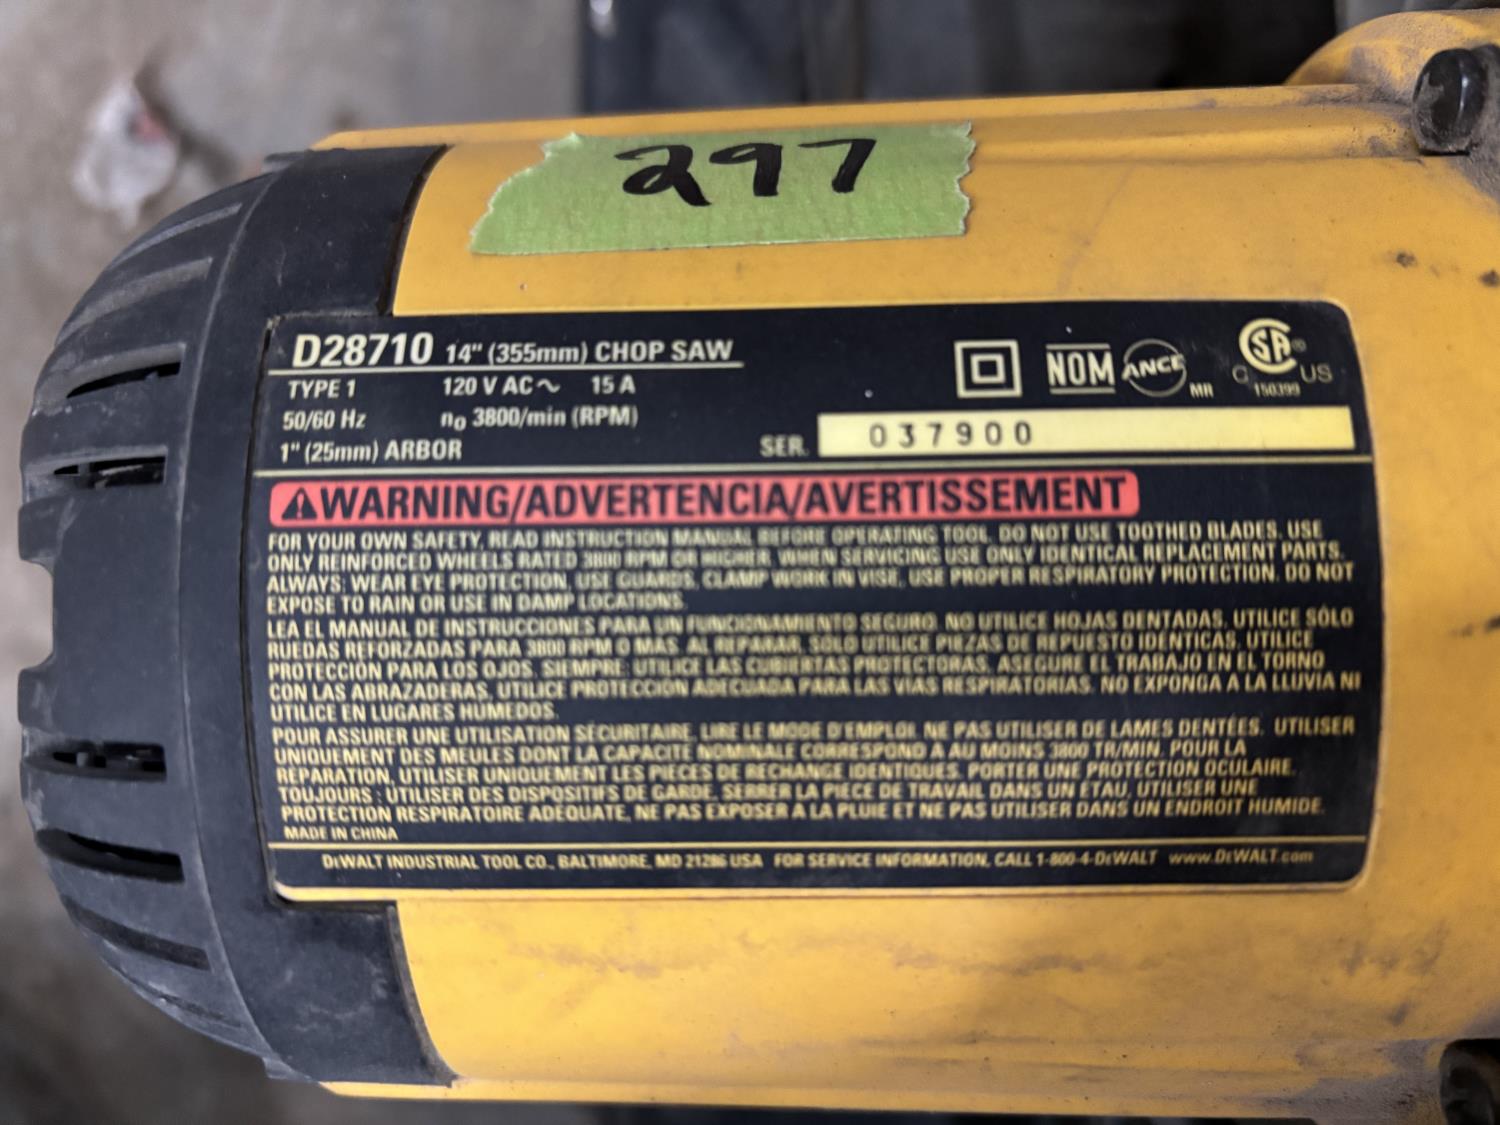 297
D28710 14" (355mm) CHOP SAW
TYPE 1 120 V AC~ 15 A
50/60 Hz n₀ 3800/min (RPM)
1" (25mm) ARBOR
NOM ANCE MR
CSA® C US 150399
SER. 037900
⚠WARNING/ADVERTENCIA/AVERTISSEMENT
FOR YOUR OWN SAFETY, READ INSTRUCTION MANUAL BEFORE OPERATING TOOL. DO NOT USE TOOTHED BLADES. USE
ONLY REINFORCED WHEELS RATED 3800 RPM OR HIGHER. WHEN SERVICING USE ONLY IDENTICAL REPLACEMENT PARTS.
ALWAYS: WEAR EYE PROTECTION, USE GUARDS, CLAMP WORK IN VISE, USE PROPER RESPIRATORY PROTECTION. DO NOT
EXPOSE TO RAIN OR USE IN DAMP LOCATIONS.
LEA EL MANUAL DE INSTRUCCIONES PARA UN FUNCIONAMIENTO SEGURO. NO UTILICE HOJAS DENTADAS. UTILICE SÓLO
RUEDAS REFORZADAS PARA 3800 RPM O MAS. AL REPARAR, SÓLO UTILICE PIEZAS DE REPUESTO IDENTICAS. UTILICE
PROTECCIÓN PARA LOS OJOS. SIEMPRE: UTILICE LAS CUBIERTAS PROTECTORAS, ASEGURE EL TRABAJO EN EL TORNO
CON LAS ABRAZADERAS, UTILICE PROTECCIÓN ADECUADA PARA LAS VÍAS RESPIRATORIAS. NO EXPONGA A LA LLUVIA NI
UTILICE EN LUGARES HUMEDOS.
POUR ASSURER UNE UTILISATION SÉCURITAIRE, LIRE LE MODE D'EMPLOI. NE PAS UTILISER DE LAMES DENTÉES. UTILISER
UNIQUEMENT DES MEULES DONT LA CAPACITÉ NOMINALE CORRESPOND A AU MOINS 3800 TR/MIN. POUR LA
REPARATION, UTILISER UNIQUEMENT LES PIECES DE RECHANGE IDENTIQUES. PORTER UNE PROTECTION OCULAIRE.
TOUJOURS : UTILISER DES DISPOSITIFS DE GARDE, SERRER LA PIECE DE TRAVAIL DANS UN ÉTAU, UTILISER UNE
PROTECTION RESPIRATOIRE ADEQUATE, NE PAS EXPOSER A LA PLUIE ET NE PAS UTILISER DANS UN ENDROIT HUMIDE.
MADE IN CHINA
DEWALT INDUSTRIAL TOOL CO., BALTIMORE, MD 21286 USA FOR SERVICE INFORMATION, CALL 1-800-4-DEWALT www.DEWALT.com